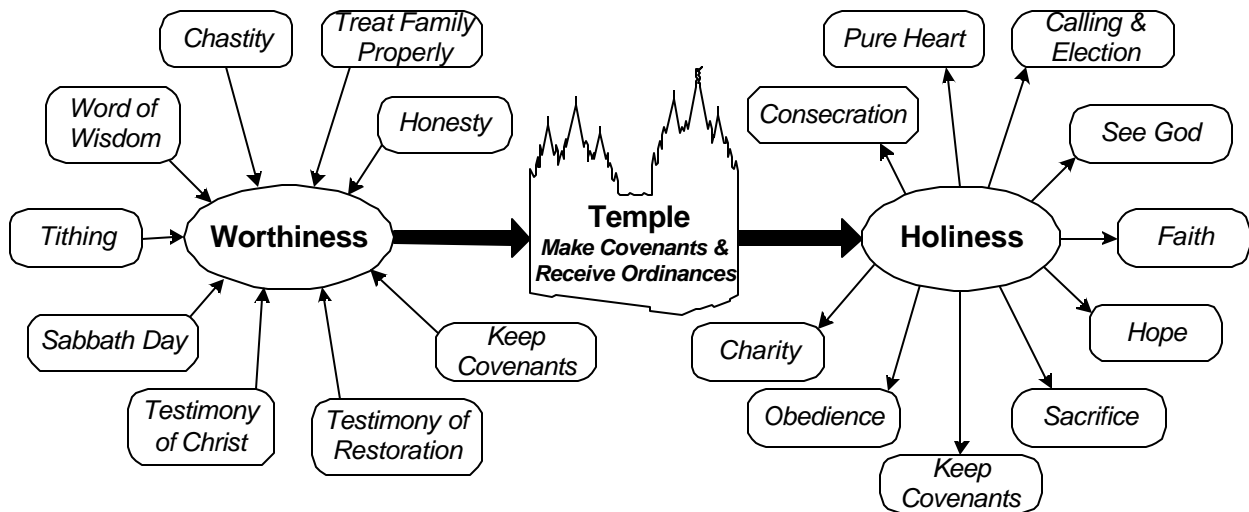 Chastity
Treat Family
Properly
Word of
Wisdom
Honesty
Tithing
Worthiness
Sabbath Day
Testimony
of Christ
Testimony of
Restoration
Keep
Covenants
Temple
Make Covenants &
Receive Ordinances
Pure Heart
Calling &
Election
Consecration
See God
Holiness
Faith
Hope
Charity
Obedience
Sacrifice
Keep
Covenants